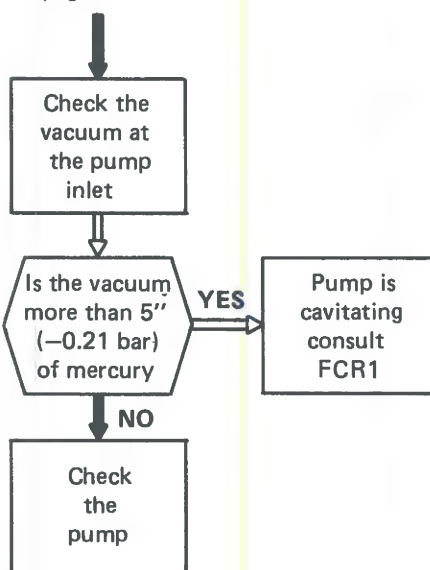 Check the
vacuum at
the pump
inlet
Is the vacuum
more than 5"
(−0.21 bar)
of mercury
YES
Pump is
cavitating
consult
FCR1
NO
Check
the
pump